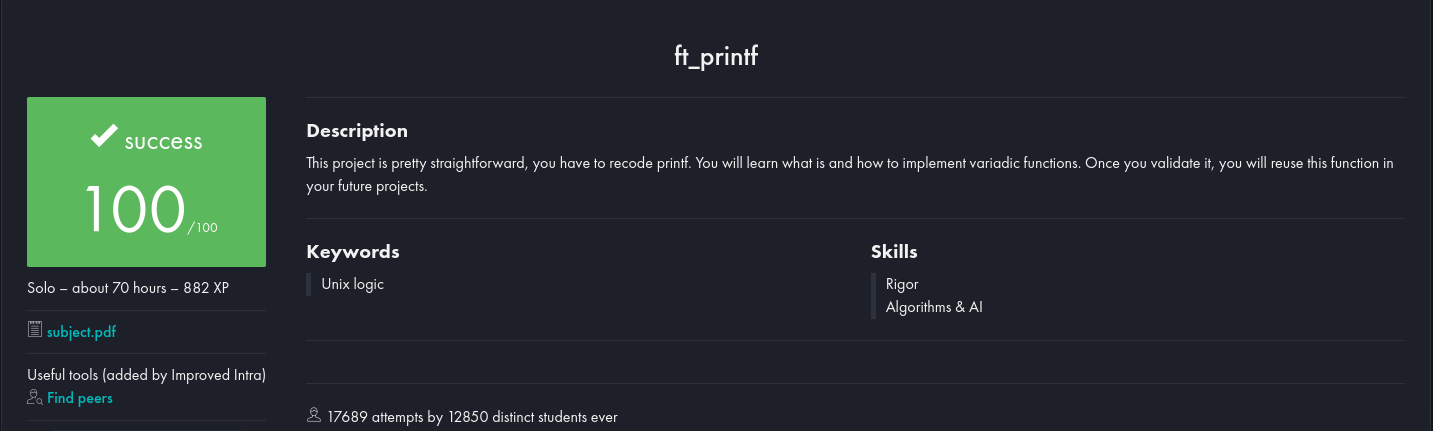 ft_printf
success
100 /100
Solo – about 70 hours – 882 XP
subject.pdf
Useful tools (added by Improved Intra)
Find peers
Description
This project is pretty straightforward, you have to recode printf. You will learn what is and how to implement variadic functions. Once you validate it, you will reuse this function in
your future projects.
Keywords
Unix logic
Skills
Rigor
Algorithms & AI
17689 attempts by 12850 distinct students ever